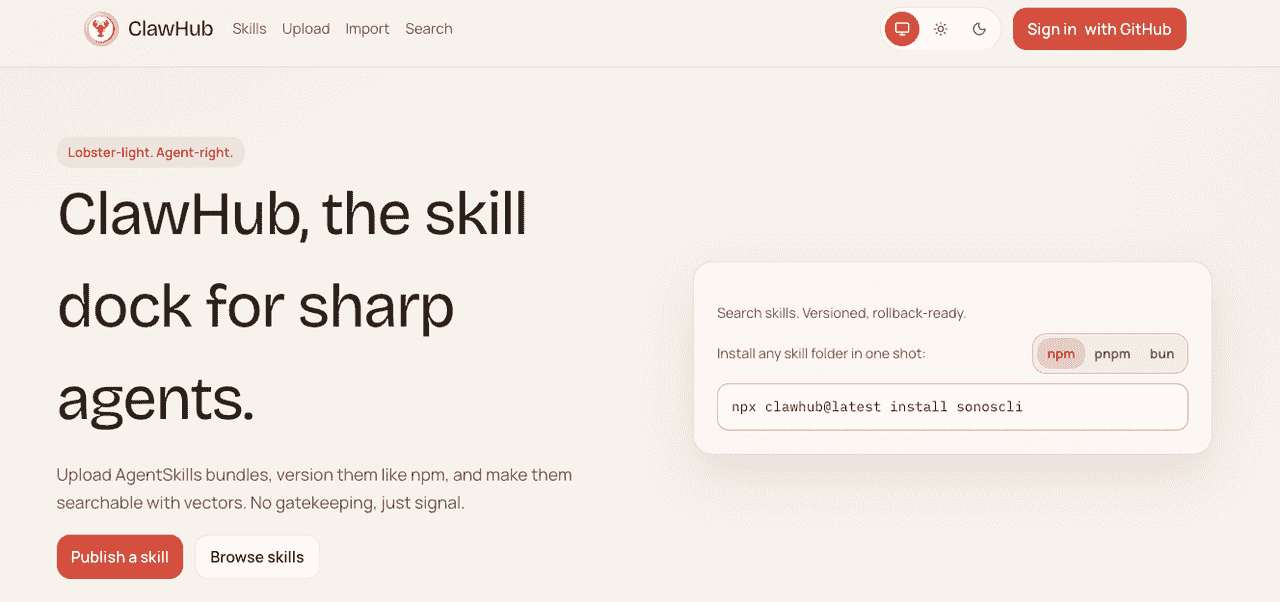 ClawHub Skills Upload Import Search Sign in with GitHub
Lobster-light. Agent-right.
ClawHub, the skill
dock for sharp
agents.
Upload AgentSkills bundles, version them like npm, and make them
searchable with vectors. No gatekeeping, just signal.
Publish a skill Browse skills
Search skills. Versioned, rollback-ready.
Install any skill folder in one shot: npm pnpm bun
npx clawhub@latest install sonoscli